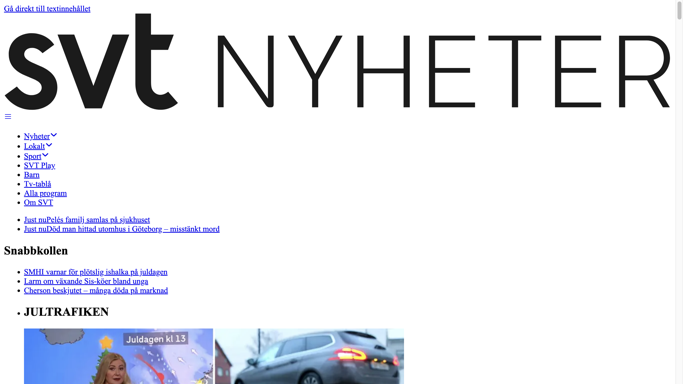 Gå direkt till textinnehållet
svt NYHETER
Nyheter
Lokalt
Sport
SVT Play
Barn
Tv-tablå
Alla program
Om SVT
Just nuPelés familj samlas på sjukhuset
Just nuDöd man hittad utomhus i Göteborg – misstänkt mord
Snabbkollen
SMHI varnar för plötslig ishalka på juldagen
Larm om växande Sis-köer bland unga
Cherson beskjutet – många döda på marknad
JULTRAFIKEN
Juldagen kl 13